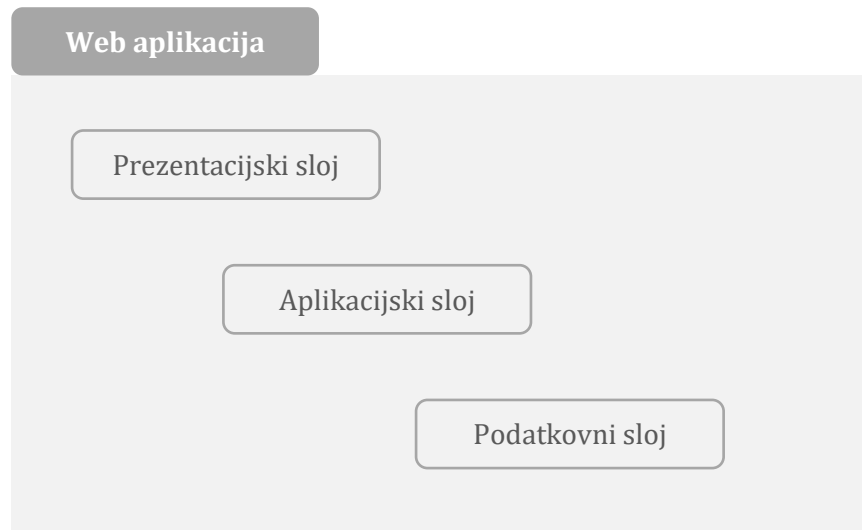 Web aplikacija
Prezentacijski sloj
Aplikacijski sloj
Podatkovni sloj